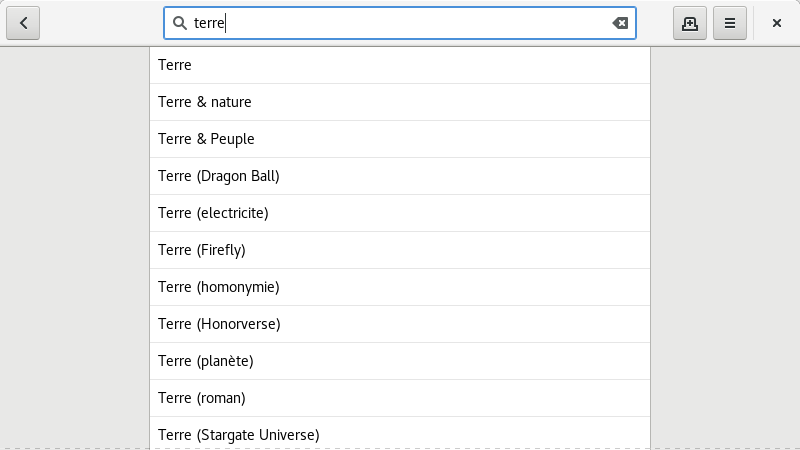 terre
Terre
Terre & nature
Terre & Peuple
Terre (Dragon Ball)
Terre (electricite)
Terre (Firefly)
Terre (homonymie)
Terre (Honorverse)
Terre (planète)
Terre (roman)
Terre (Stargate Universe)